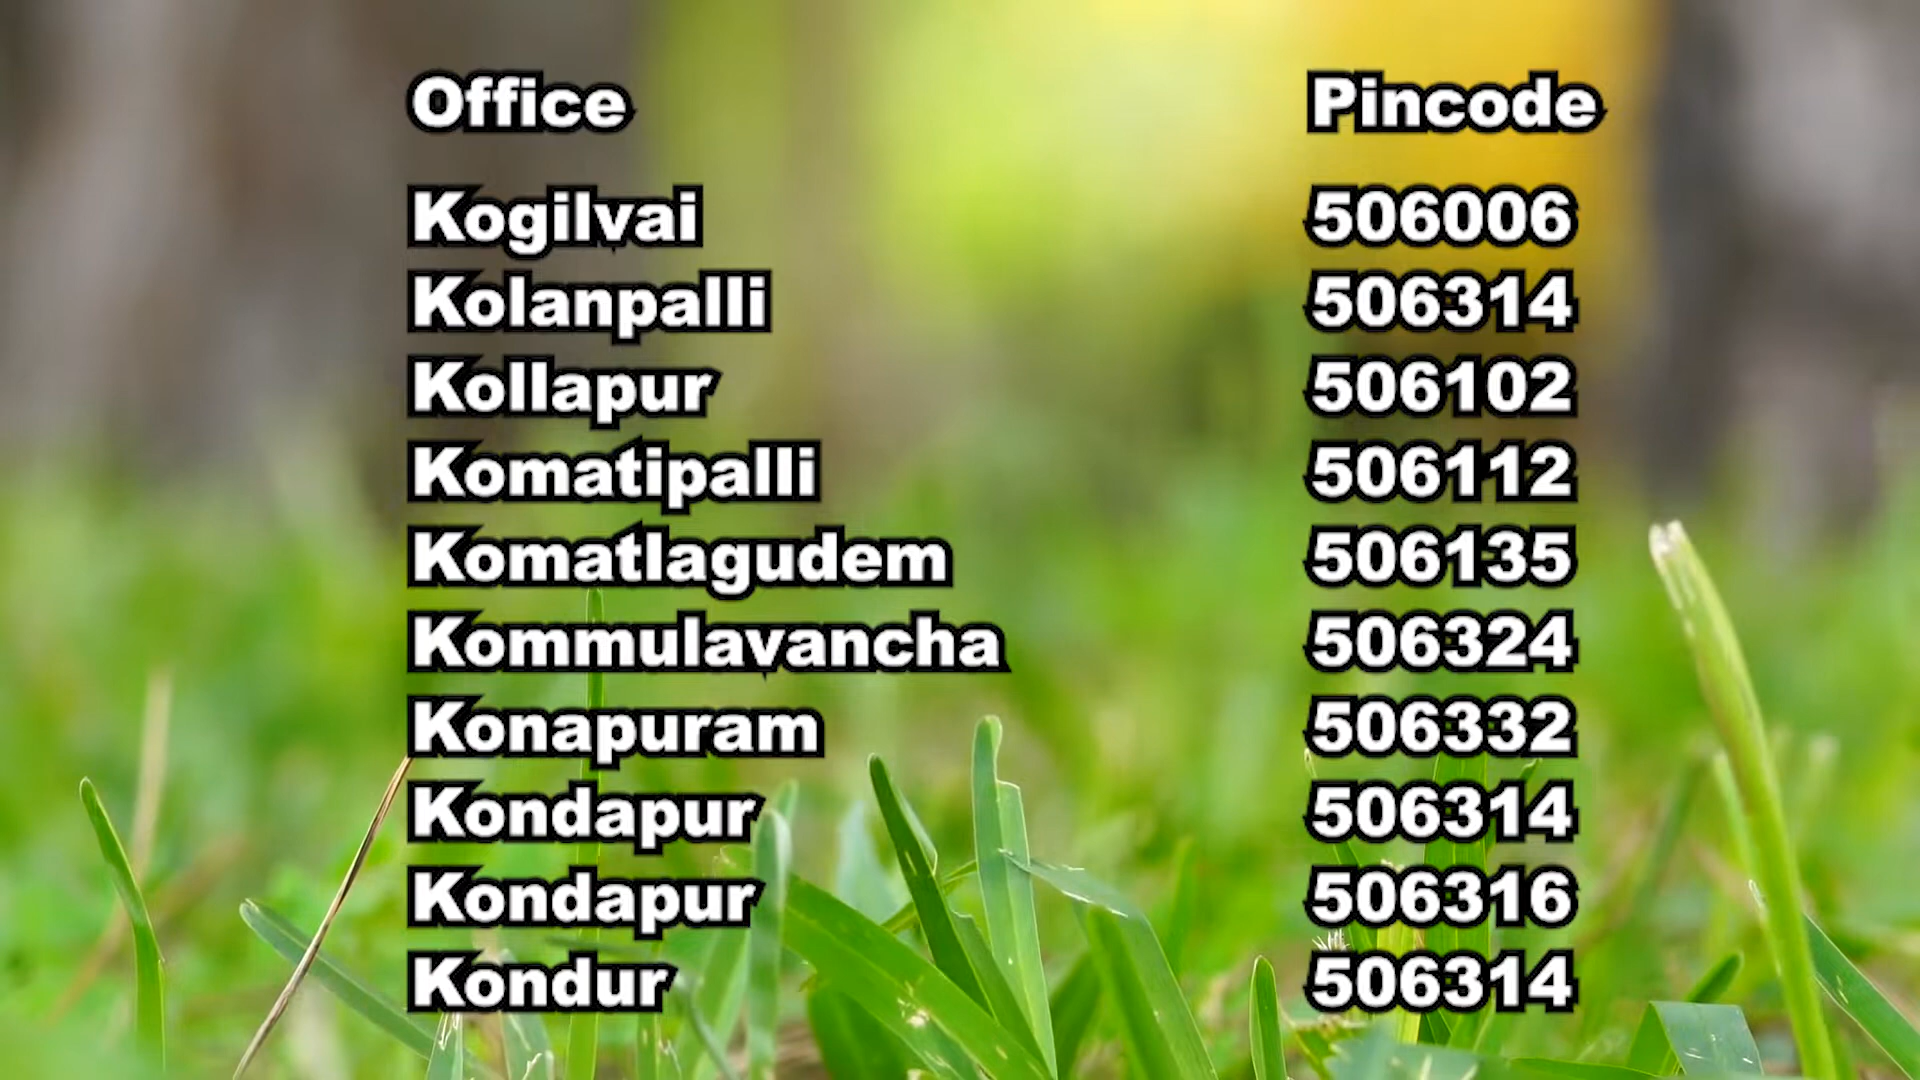 Office Pincode
Kogilvai 506006
Kolanpalli 506314
Kollapur 506102
Komatipalli 506112
Komatlagudem 506135
Kommulavancha 506324
Konapuram 506332
Kondapur 506314
Kondapur 506316
Kondur 506314